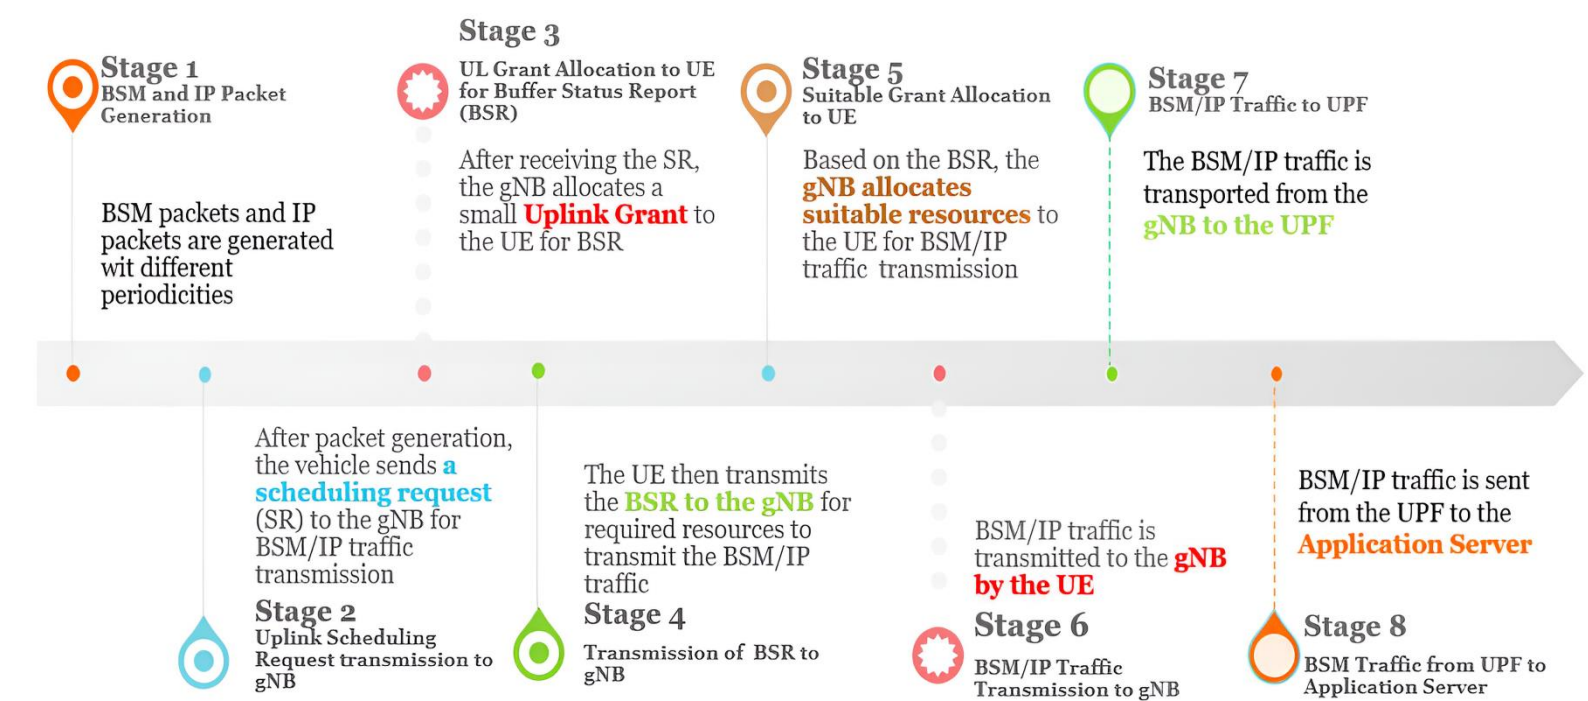 Stage 1
BSM and IP Packet
Generation
BSM packets and IP
packets are generated
wit different
periodicities
After packet generation,
the vehicle sends a
scheduling request
(SR) to the gNB for
BSM/IP traffic
transmission
Stage 2
Uplink Scheduling
Request transmission to
gNB
Stage 3
UL Grant Allocation to UE
for Buffer Status Report
(BSR)
After receiving the SR,
the gNB allocates a
small Uplink Grant to
the UE for BSR
The UE then transmits
the BSR to the gNB for
required resources to
transmit the BSM/IP
traffic
Stage 4
Transmission of BSR to
gNB
Stage 5
Suitable Grant Allocation
to UE
Based on the BSR, the
gNB allocates
suitable resources to
the UE for BSM/IP
traffic transmission
BSM/IP traffic is
transmitted to the gNB
by the UE
Stage 6
BSM/IP Traffic
Transmission to gNB
Stage 7
BSM/IP Traffic to UPF
The BSM/IP traffic is
transported from the
gNB to the UPF
BSM/IP traffic is sent
from the UPF to the
Application Server
Stage 8
BSM Traffic from UPF to
Application Server